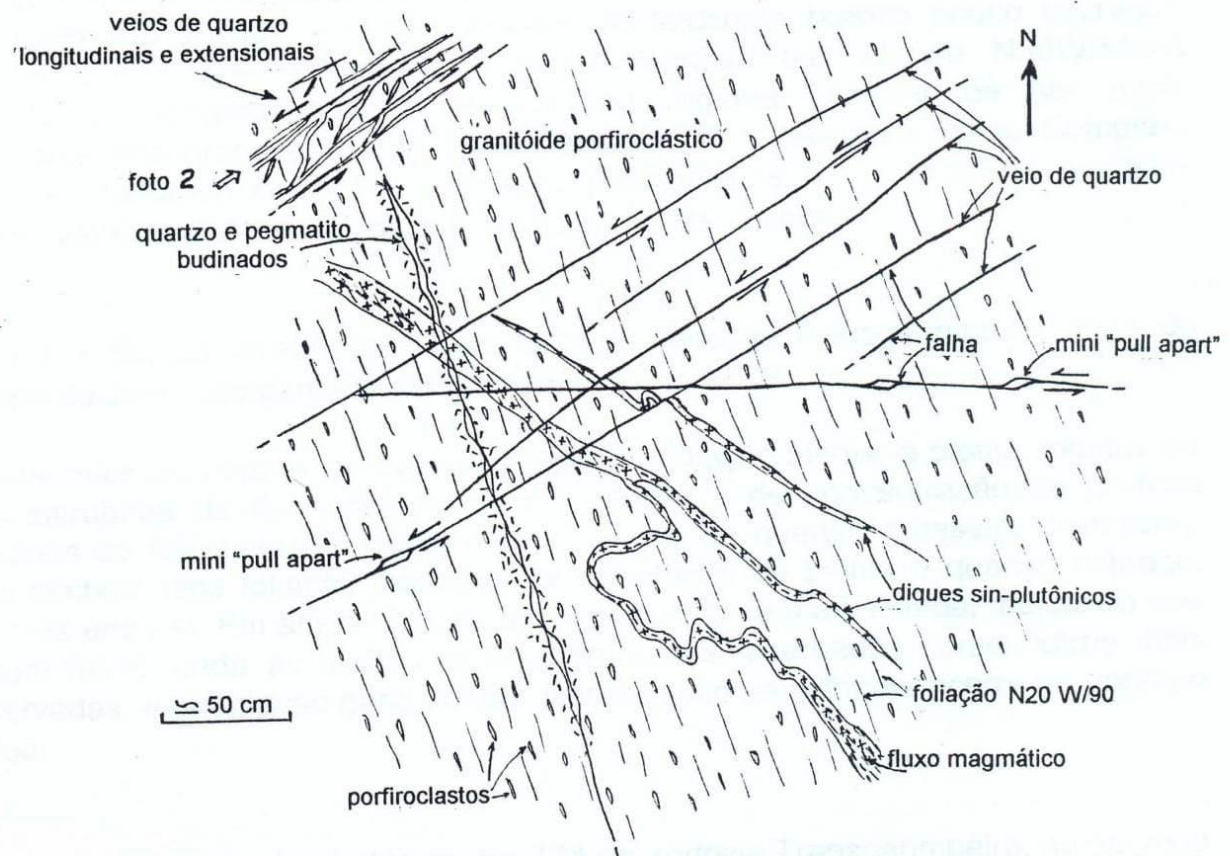 veios de quartzo
longitudinais e extensionais
N
granitóide porfiroclástico
foto 2
veio de quartzo
quartzo e pegmatito
budinados
falha
mini "pull apart"
mini "pull apart"
diques sin-plutônicos
foliação N20 W/90
≃ 50 cm
fluxo magmático
porfiroclastos